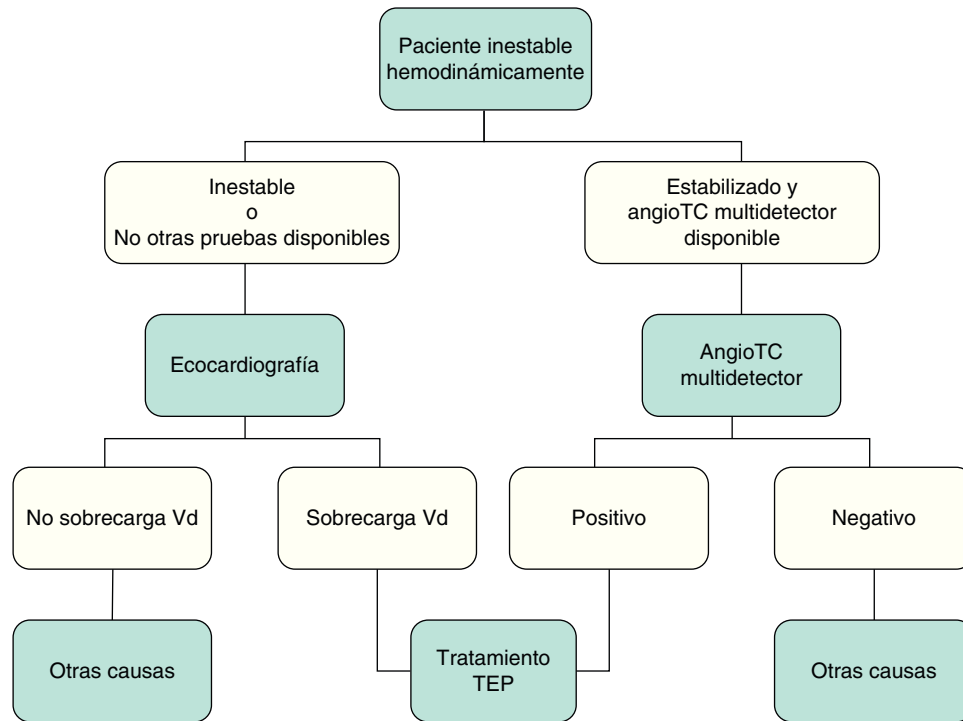 Paciente inestable
hemodinámicamente
Inestable
o
No otras pruebas disponibles
Estabilizado y
angioTC multidetector
disponible
Ecocardiografía
AngioTC
multidetector
No sobrecarga Vd
Sobrecarga Vd
Positivo
Negativo
Otras causas
Tratamiento
TEP
Otras causas